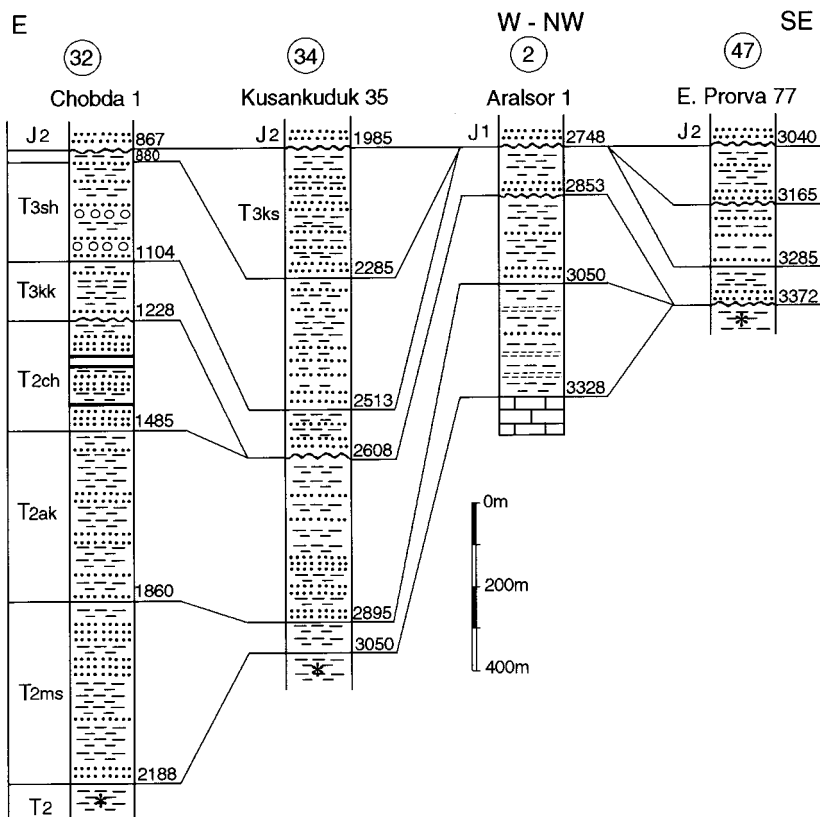 E
W - NW
SE
32
34
2
47
Chobda 1
Kusankuduk 35
Aralsor 1
E. Prorva 77
J2
867
J2
1985
J1
2748
J2
3040
880
2853
3165
T3sh
T3ks
1104
2285
3050
3285
T3kk
3372
1228
T2ch
2513
3328
1485
2608
0m
T2ak
200m
1860
2895
3050
400m
T2ms
2188
T2